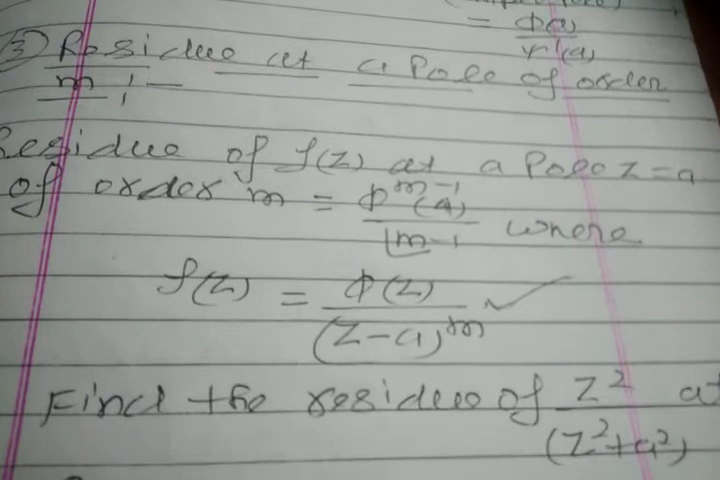 = Φ(a)
ψ'(a)
(3) Residue at a Pole of order
m :-
Residue of f(z) at a Pole z = a
of order m = Φ^{m-1}(a)
|m-1 where
f(z) = Φ(z)
(z-a)^m ✓
Find the residue of z² at
(z²+a²)